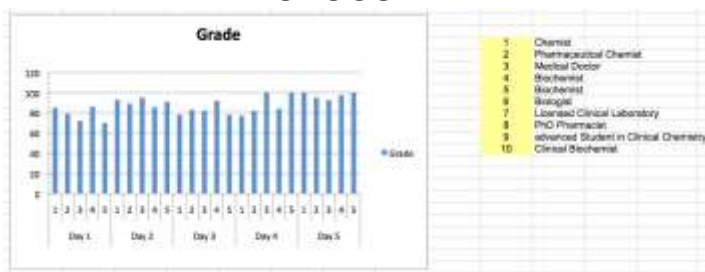 Grade
120
100
80
60
40
20
0
1 2 3 4 5 1 2 3 4 5 1 2 3 4 5 1 2 3 4 5 1 2 3 4 5
Day 1 Day 2 Day 3 Day 4 Day 5
Grade
1 Chemist
2 Pharmaceutical Chemist
3 Medical Doctor
4 Biochemist
5 Biochemist
6 Biologist
7 Licensed Clinical Laboratory
8 PhD Pharmacist
9 advanced Student in Clinical Chemistry
10 Clinical Biochemist